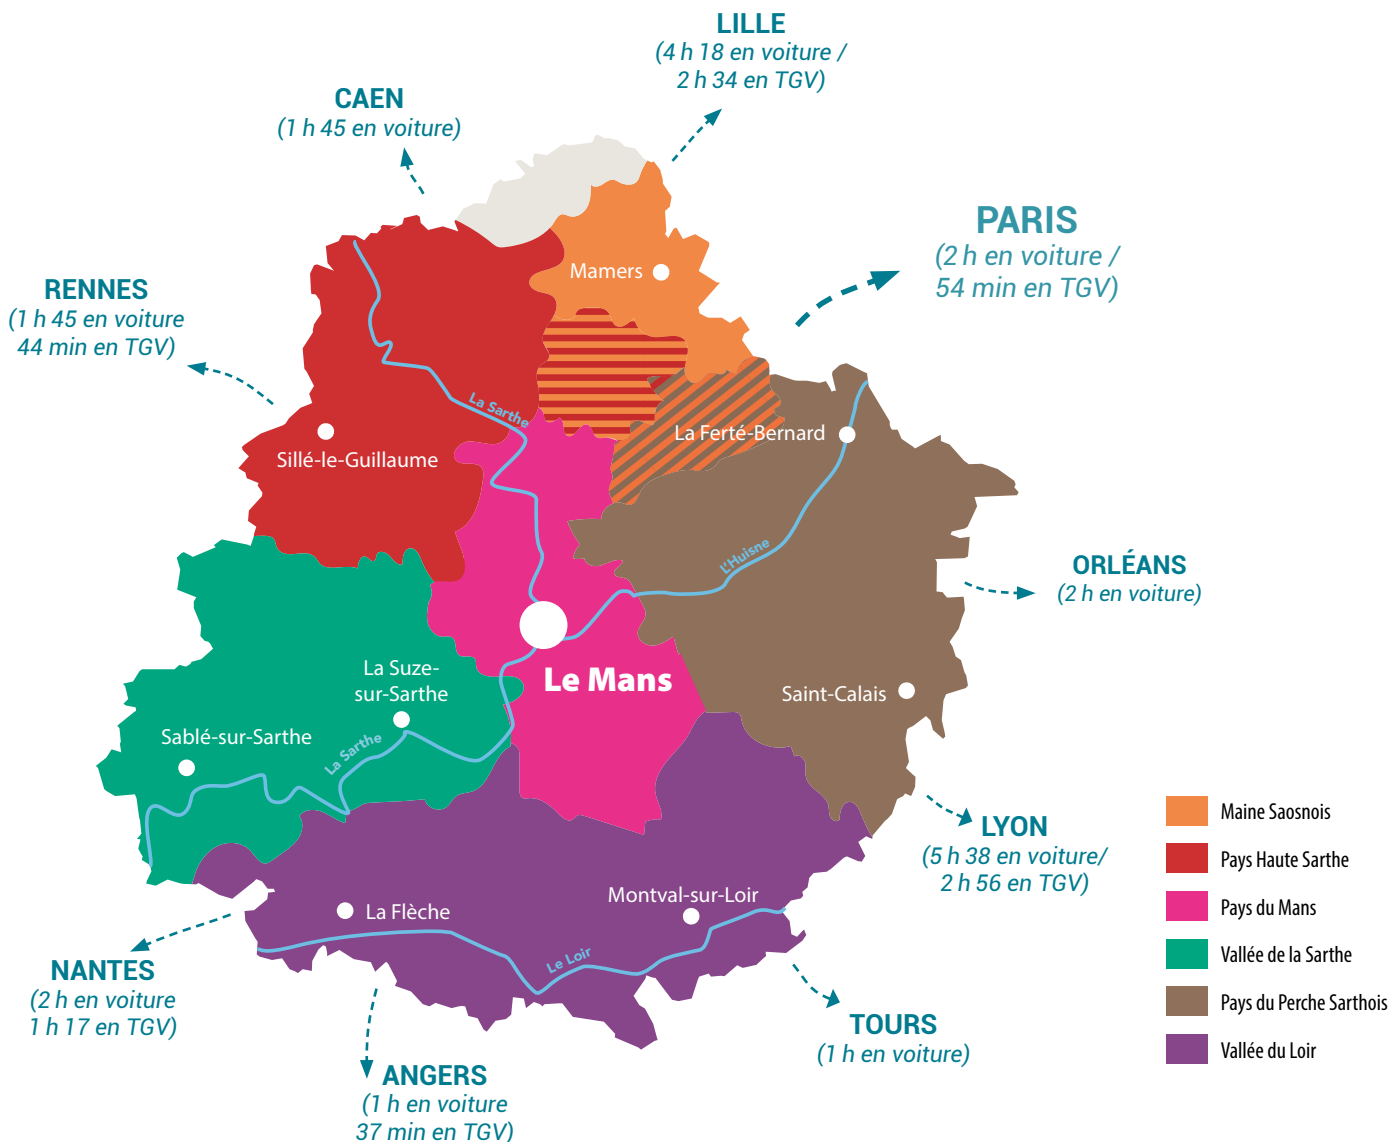 LILLE
(4 h 18 en voiture /
2 h 34 en TGV)
CAEN
(1 h 45 en voiture)
PARIS
(2 h en voiture /
54 min en TGV)
RENNES
(1 h 45 en voiture
44 min en TGV)
Mamers
La Sarthe
La Ferté-Bernard
Sillé-le-Guillaume
L'Huisne
ORLÉANS
(2 h en voiture)
Le Mans
La Suze-
sur-Sarthe
Saint-Calais
Sablé-sur-Sarthe
La Sarthe
LYON
(5 h 38 en voiture/
2 h 56 en TGV)
Montval-sur-Loir
La Flèche
Le Loir
NANTES
(2 h en voiture
1 h 17 en TGV)
TOURS
(1 h en voiture)
ANGERS
(1 h en voiture
37 min en TGV)
Maine Saosnois
Pays Haute Sarthe
Pays du Mans
Vallée de la Sarthe
Pays du Perche Sarthois
Vallée du Loir